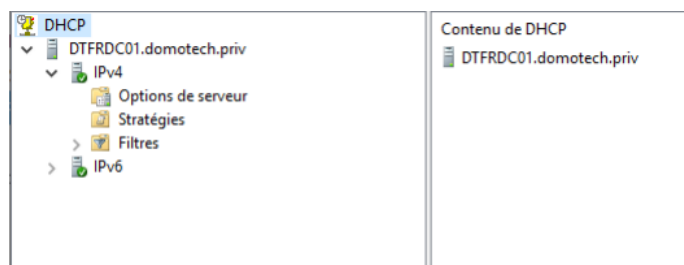 DHCP
DTFRDC01.domotech.priv
IPv4
Options de serveur
Stratégies
Filtres
IPv6
Contenu de DHCP
DTFRDC01.domotech.priv